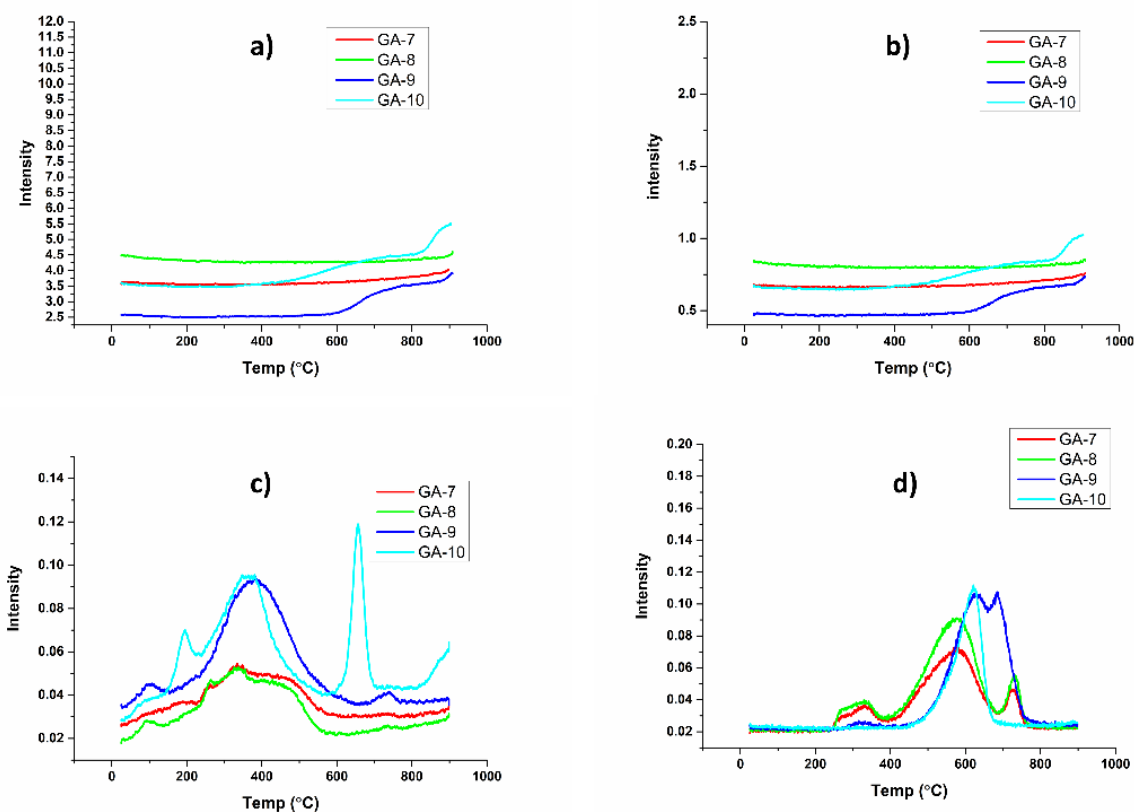 a)
GA-7
GA-8
GA-9
GA-10
12.0
11.5
11.0
10.5
10.0
9.5
9.0
8.5
8.0
7.5
7.0
6.5
6.0
5.5
5.0
4.5
4.0
3.5
3.0
2.5
Intensity
200 400 600 800 1000
Temp (°C)
b)
GA-7
GA-8
GA-9
GA-10
2.5
2.0
1.5
1.0
0.5
intensity
0 200 400 600 800 1000
Temp (°C)
c)
GA-7
GA-8
GA-9
GA-10
0.14
0.12
0.10
0.08
0.06
0.04
0.02
Intensity
0 200 400 600 800 1000
Temp (°C)
d)
GA-7
GA-8
GA-9
GA-10
0.20
0.18
0.16
0.14
0.12
0.10
0.08
0.06
0.04
0.02
Intensity
0 200 400 600 800 1000
Temp (°C)